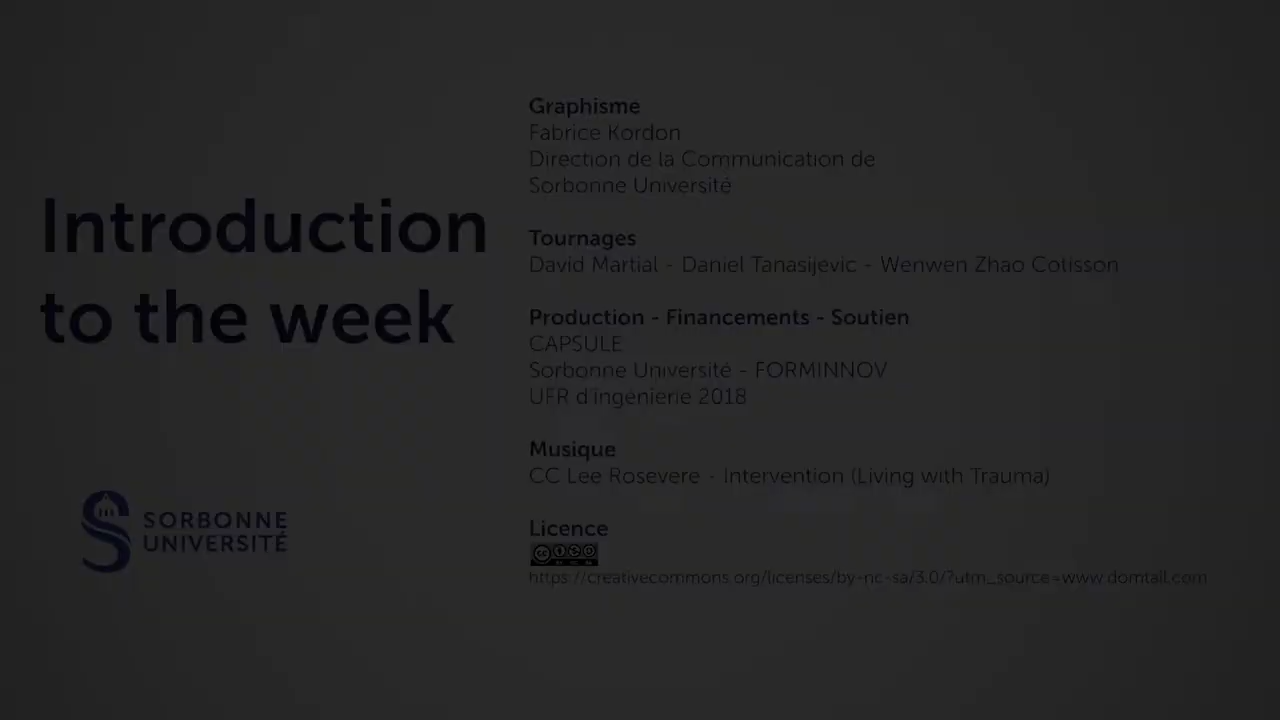 Introduction
to the week
SORBONNE
UNIVERSITÉ
Graphisme
Fabrice Kordon
Direction de la Communication de
Sorbonne Université
Tournages
David Martial - Daniel Tanasijevic - Wenwen Zhao Cotisson
Production - Financements - Soutien
CAPSULE
Sorbonne Université - FORMINNOV
UFR d'Ingénierie 2018
Musique
CC Lee Rosevere - Intervention (Living with Trauma)
Licence
https://creativecommons.org/licenses/by-nc-sa/3.0/?utm_source=www.domtail.com